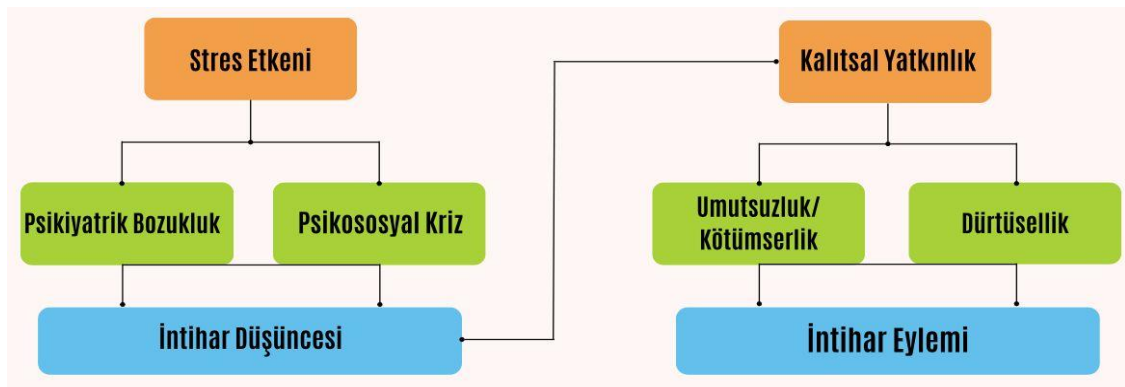 Stres Etkeni
Psikiyatrik Bozukluk
Psikososyal Kriz
İntihar Düşüncesi
Kalıtsal Yatkınlık
Umutsuzluk/
Kötümserlik
Dürtüsellik
İntihar Eylemi